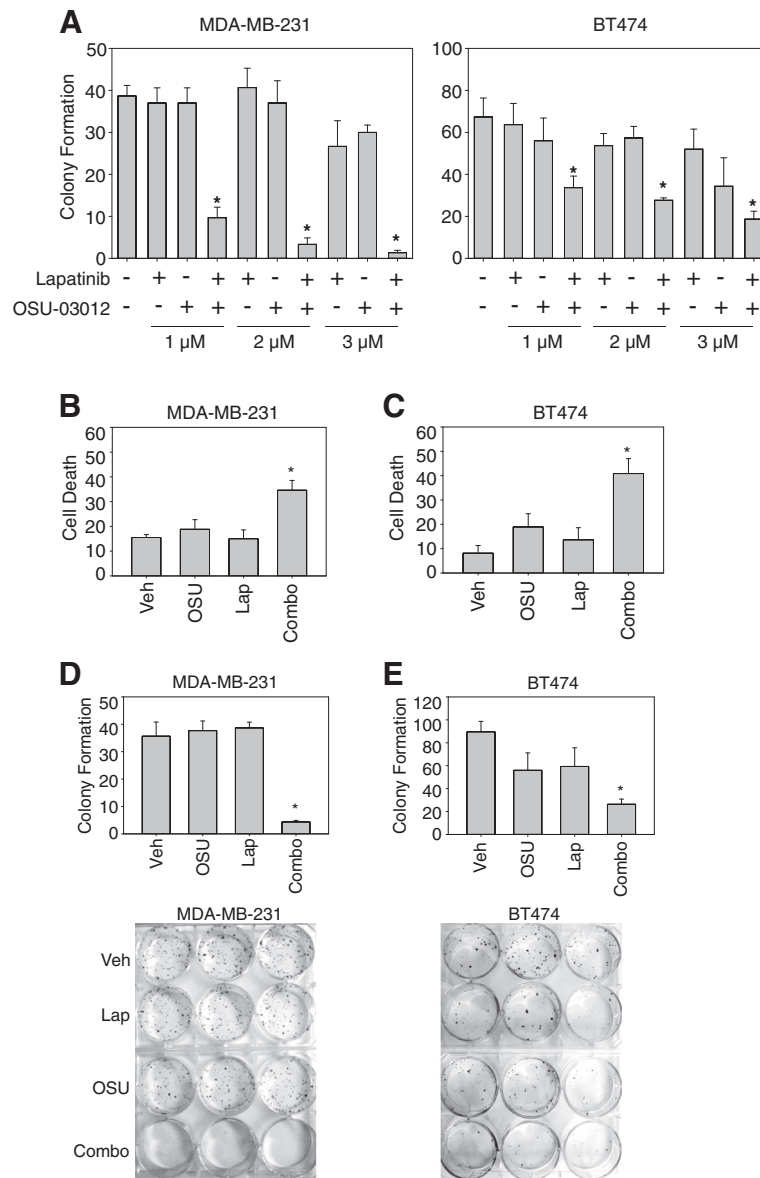 A
MDA-MB-231
BT474
Colony Formation
50
40
30
20
10
0
* * *
100
80
60
40
20
0
* * *
Lapatinib - + - + + - + + - + - + - + + - + + - +
OSU-03012 - - + + - + + - + + - - + + - + + - + +
1 µM 2 µM 3 µM 1 µM 2 µM 3 µM
B
MDA-MB-231
Cell Death
60
50
40
30
20
10
0
*
Veh OSU Lap Combo
C
BT474
Cell Death
60
50
40
30
20
10
0
*
Veh OSU Lap Combo
D
MDA-MB-231
Colony Formation
50
40
30
20
10
0
*
Veh OSU Lap Combo
E
BT474
Colony Formation
120
100
80
60
40
20
0
*
Veh OSU Lap Combo
MDA-MB-231
BT474
Veh
Lap
OSU
Combo